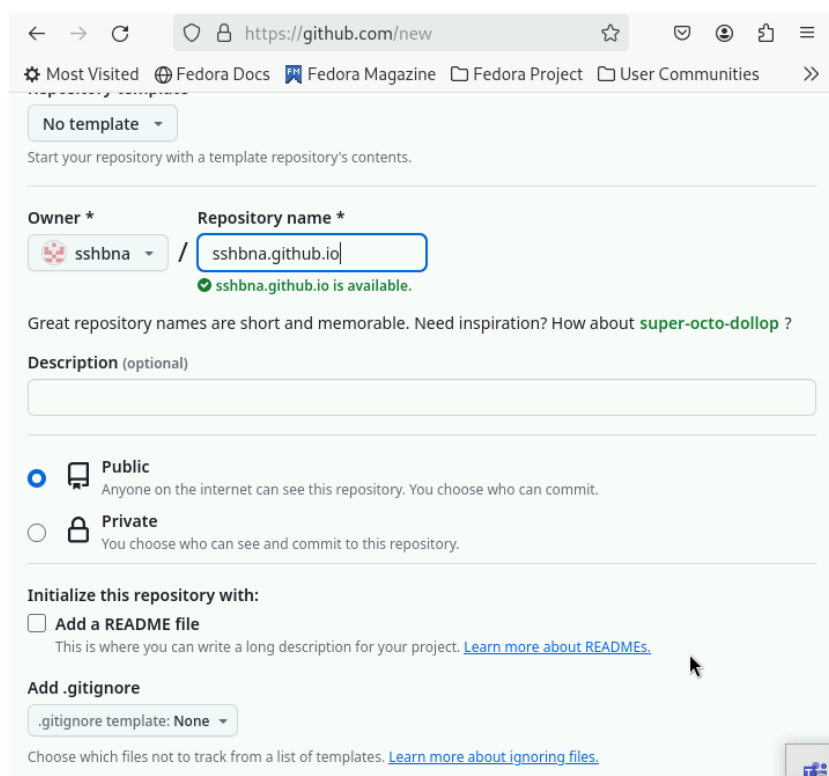 https://github.com/new
Most Visited Fedora Docs Fedora Magazine Fedora Project User Communities
Repository template
No template
Start your repository with a template repository's contents.
Owner * Repository name *
sshbna / sshbna.github.io
sshbna.github.io is available.
Great repository names are short and memorable. Need inspiration? How about super-octo-dollop ?
Description (optional)
Public
Anyone on the internet can see this repository. You choose who can commit.
Private
You choose who can see and commit to this repository.
Initialize this repository with:
Add a README file
This is where you can write a long description for your project. Learn more about READMEs.
Add .gitignore
.gitignore template: None
Choose which files not to track from a list of templates. Learn more about ignoring files.